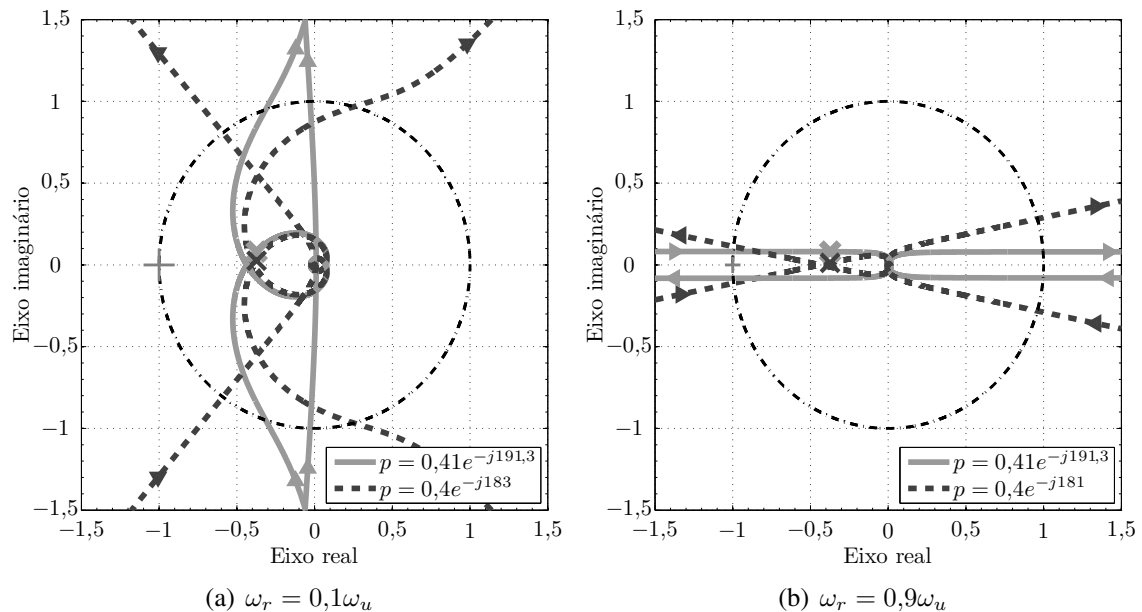 1,5
1
0,5
0
−0,5
−1
−1,5
Eixo imaginário
−1,5 −1 −0,5 0 0,5 1 1,5
Eixo real
p = 0,41e^{−j191,3}
p = 0,4e^{−j183}
(a) ω_r = 0,1ω_u
1,5
1
0,5
0
−0,5
−1
−1,5
Eixo imaginário
−1,5 −1 −0,5 0 0,5 1 1,5
Eixo real
p = 0,41e^{−j191,3}
p = 0,4e^{−j181}
(b) ω_r = 0,9ω_u